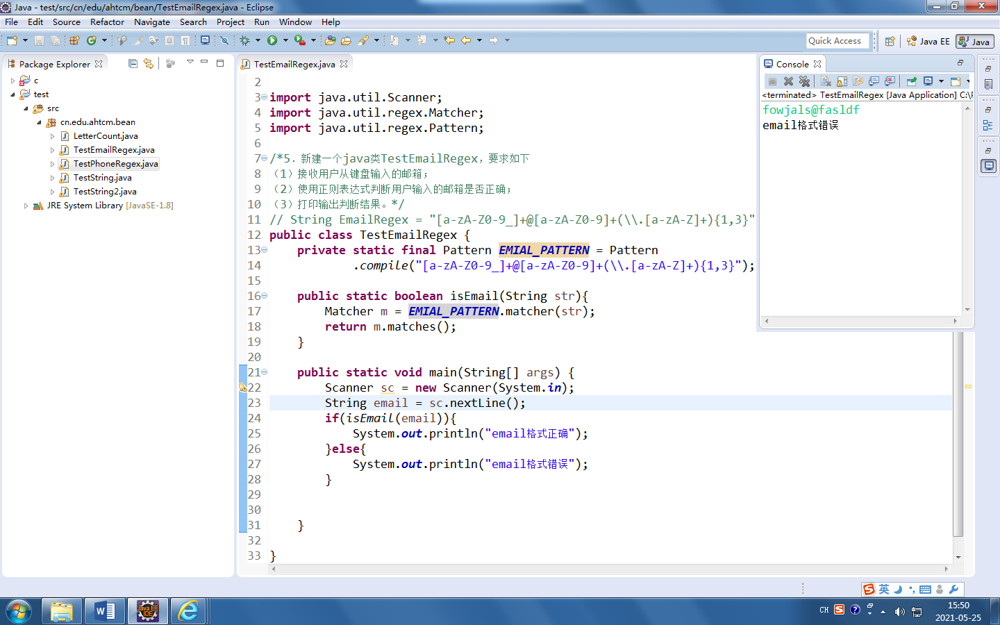 Java - test/src/cn/edu/ahtcm/bean/TestEmailRegex.java - Eclipse
File Edit Source Refactor Navigate Search Project Run Window Help
Quick Access
Java EE
Java
Package Explorer
c
test
src
cn.edu.ahtcm.bean
LetterCount.java
TestEmailRegex.java
TestPhoneRegex.java
TestString.java
TestString2.java
JRE System Library [JavaSE-1.8]
TestEmailRegex.java
2
3 import java.util.Scanner;
4 import java.util.regex.Matcher;
5 import java.util.regex.Pattern;
6
7 /*5. 新建一个java类TestEmailRegex，要求如下
8 （1）接收用户从键盘输入的邮箱；
9 （2）使用正则表达式判断用户输入的邮箱是否正确；
10 （3）打印输出判断结果。*/
11 // String EmailRegex = "[a-zA-Z0-9_]+@[a-zA-Z0-9]+(\\.[a-zA-Z]+){1,3}"
12 public class TestEmailRegex {
13 private static final Pattern EMIAL_PATTERN = Pattern
14 .compile("[a-zA-Z0-9_]+@[a-zA-Z0-9]+(\\.[a-zA-Z]+){1,3}");
15
16 public static boolean isEmail(String str){
17 Matcher m = EMIAL_PATTERN.matcher(str);
18 return m.matches();
19 }
20
21 public static void main(String[] args) {
22 Scanner sc = new Scanner(System.in);
23 String email = sc.nextLine();
24 if(isEmail(email)){
25 System.out.println("email格式正确");
26 }else{
27 System.out.println("email格式错误");
28 }
29
30
31 }
32
33 }
Console
<terminated> TestEmailRegex [Java Application] C:\
fowjals@fasldf
email格式错误
英
Java EE
IDE
CH
15:50
2021-05-25